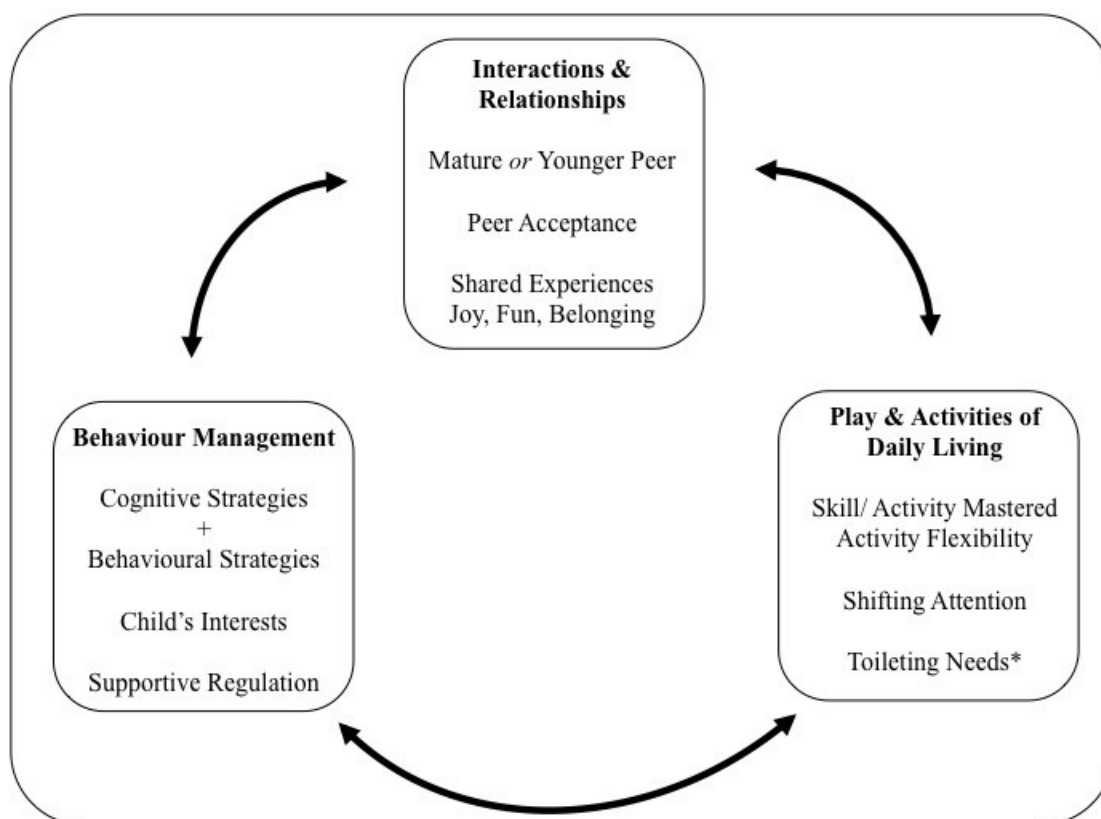 Interactions &
Relationships
Mature or Younger Peer
Peer Acceptance
Shared Experiences
Joy, Fun, Belonging
Behaviour Management
Cognitive Strategies
+
Behavioural Strategies
Child's Interests
Supportive Regulation
Play & Activities of
Daily Living
Skill/ Activity Mastered
Activity Flexibility
Shifting Attention
Toileting Needs*